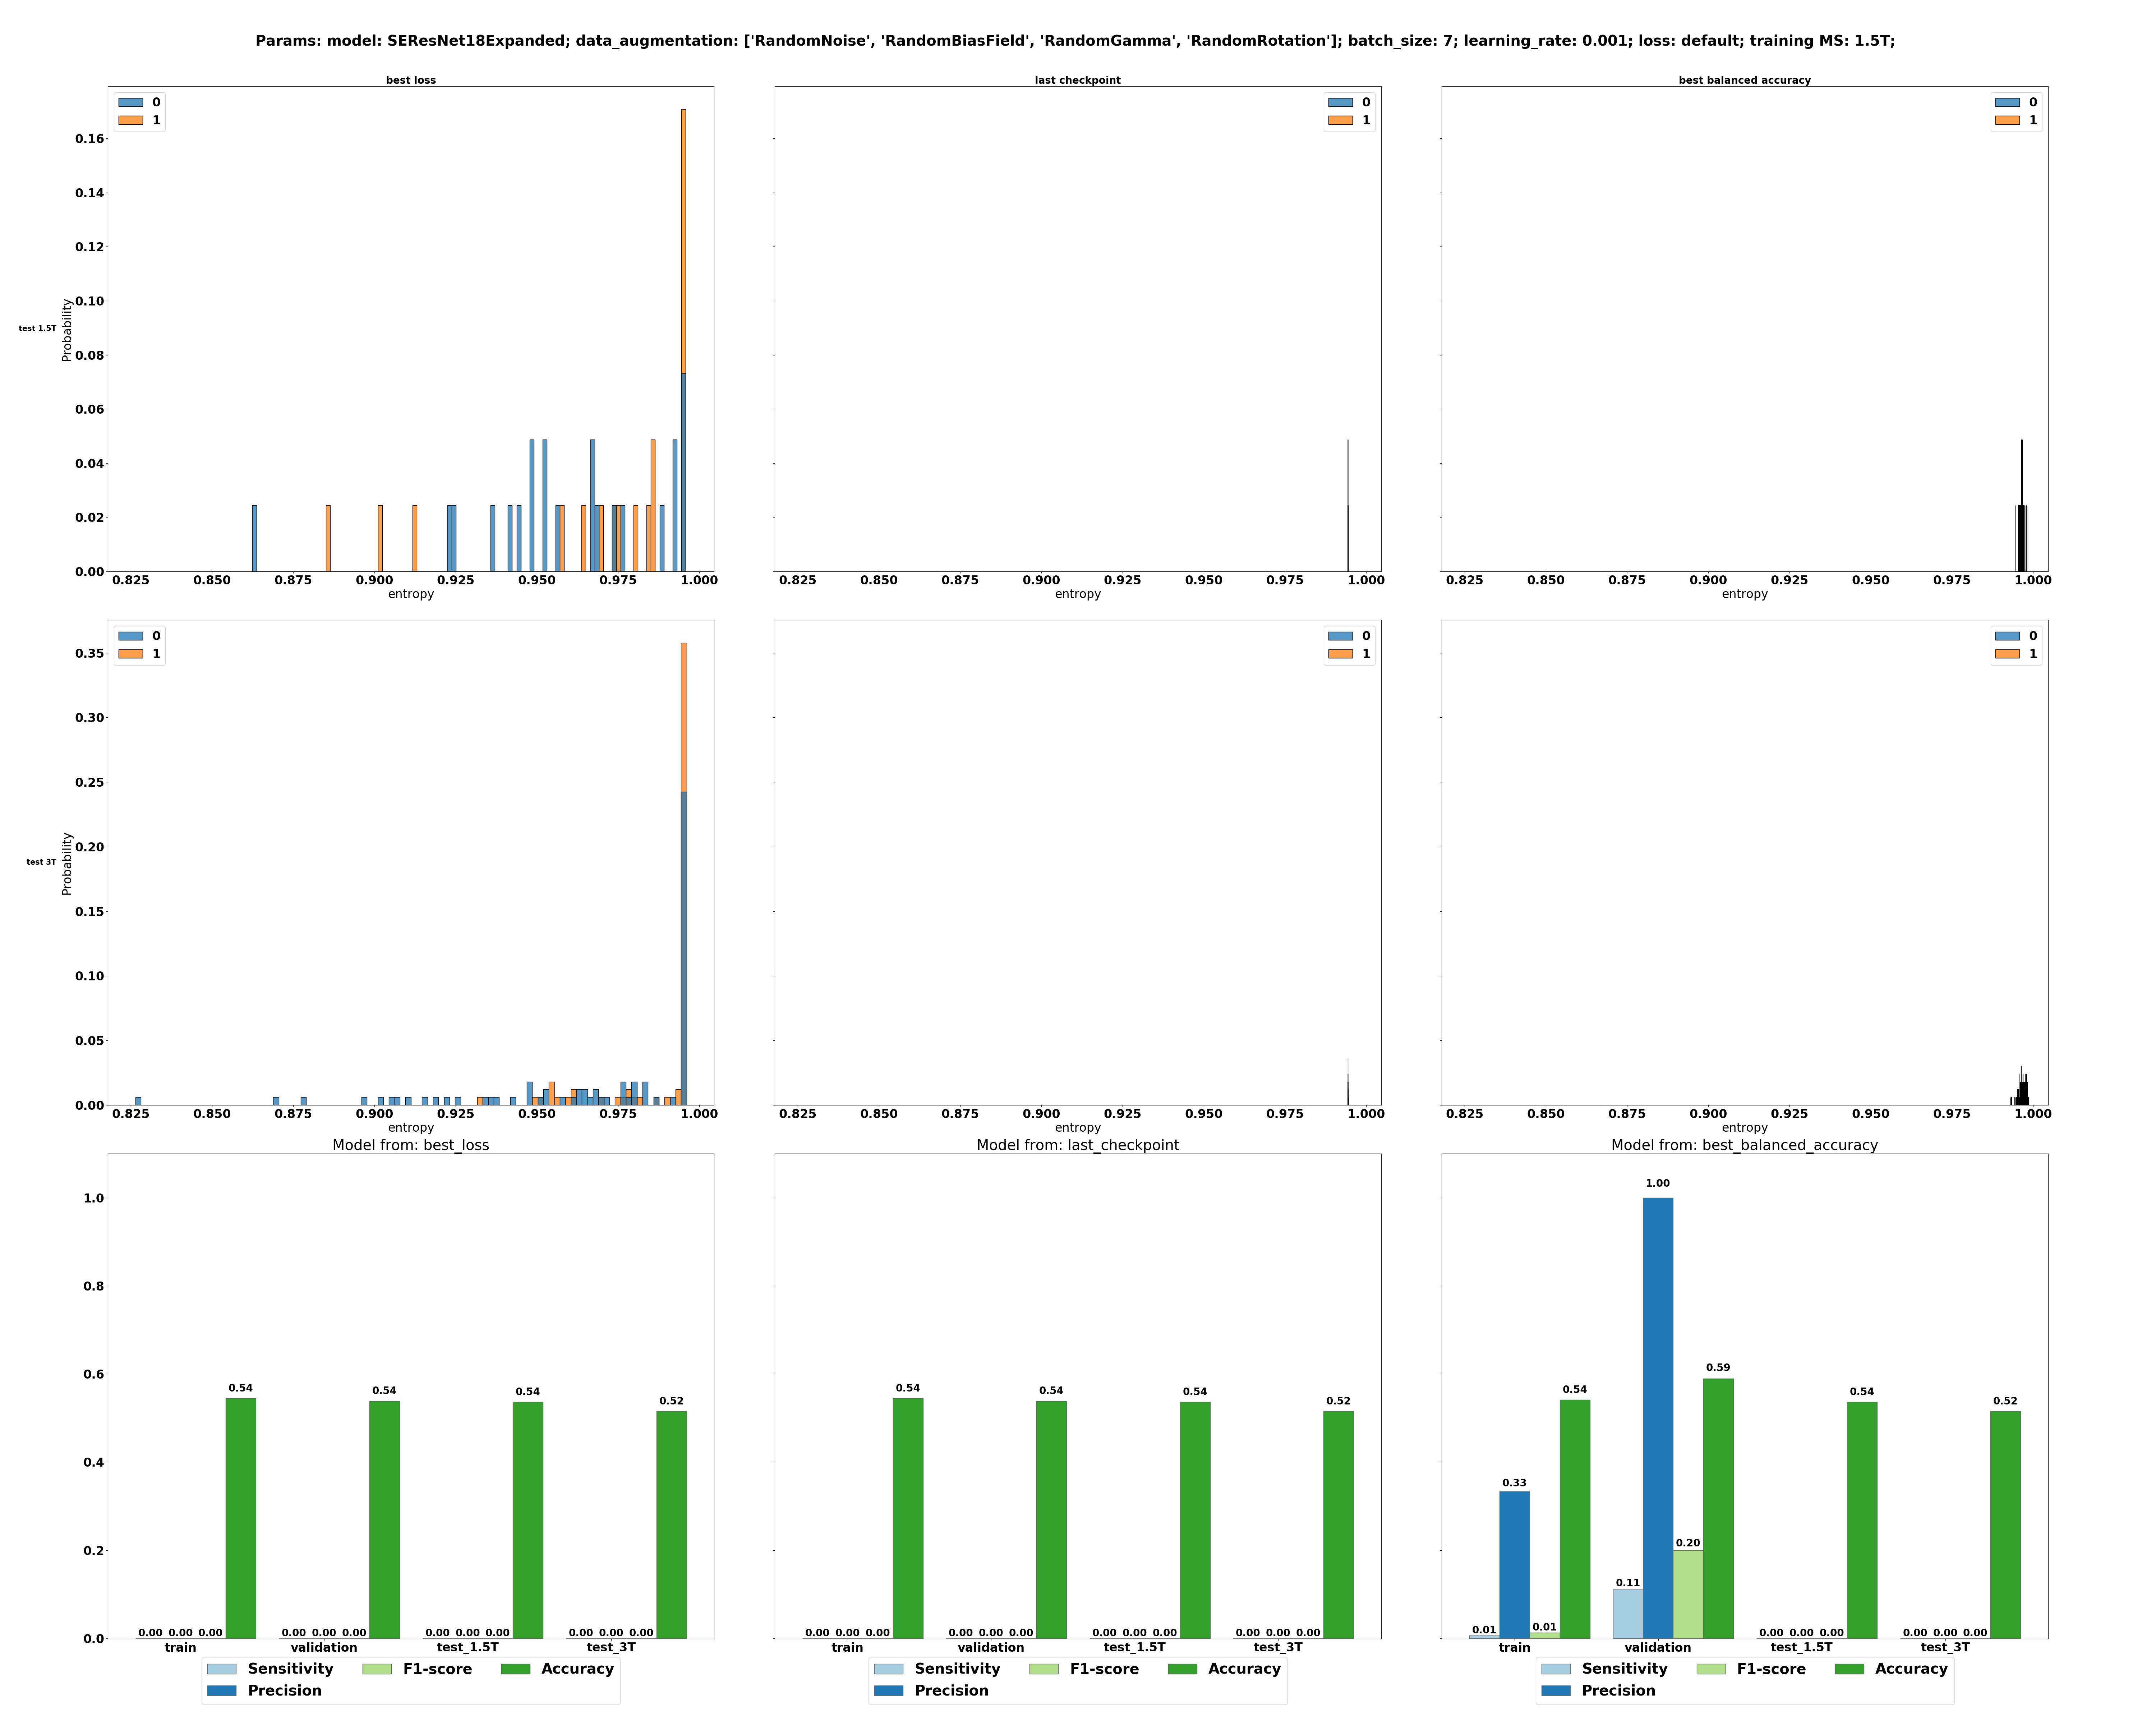 Params: model: SEResNet18Expanded; data_augmentation: ['RandomNoise', 'RandomBiasField', 'RandomGamma', 'RandomRotation']; batch_size: 7; learning_rate: 0.001; loss: default; training MS: 1.5T;
best loss
0
1
0.16
0.14
0.12
0.10
0.08
0.06
0.04
0.02
0.00
test 1.5T
Probability
0.825 0.850 0.875 0.900 0.925 0.950 0.975 1.000
entropy
last checkpoint
0
1
0.825 0.850 0.875 0.900 0.925 0.950 0.975 1.000
entropy
best balanced accuracy
0
1
0.825 0.850 0.875 0.900 0.925 0.950 0.975 1.000
entropy
0
1
0.35
0.30
0.25
0.20
0.15
0.10
0.05
0.00
test 3T
Probability
0.825 0.850 0.875 0.900 0.925 0.950 0.975 1.000
entropy
0
1
0.825 0.850 0.875 0.900 0.925 0.950 0.975 1.000
entropy
0
1
0.825 0.850 0.875 0.900 0.925 0.950 0.975 1.000
entropy
Model from: best_loss
1.0
0.8
0.6
0.4
0.2
0.0
0.54 0.54 0.54 0.52
0.00 0.00 0.00 0.00 0.00 0.00 0.00 0.00 0.00 0.00 0.00 0.00
train validation test_1.5T test_3T
Sensitivity F1-score Accuracy
Precision
Model from: last_checkpoint
0.54 0.54 0.54 0.52
0.00 0.00 0.00 0.00 0.00 0.00 0.00 0.00 0.00 0.00 0.00 0.00
train validation test_1.5T test_3T
Sensitivity F1-score Accuracy
Precision
Model from: best_balanced_accuracy
1.00
0.59
0.54 0.54 0.52
0.33
0.20
0.11
0.01 0.01 0.00 0.00 0.00 0.00 0.00 0.00
train validation test_1.5T test_3T
Sensitivity F1-score Accuracy
Precision